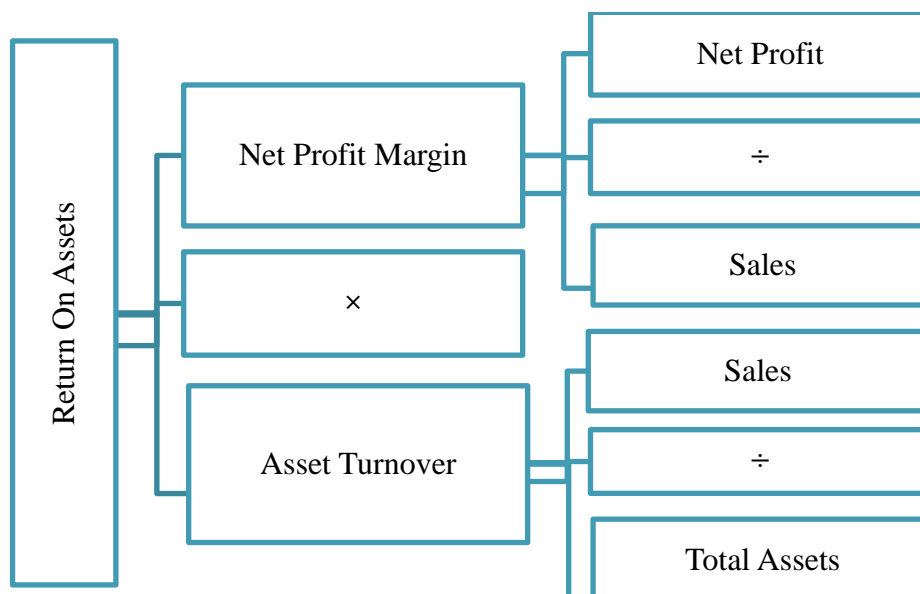 Return On Assets
Net Profit Margin
×
Asset Turnover
Net Profit
÷
Sales
Sales
÷
Total Assets